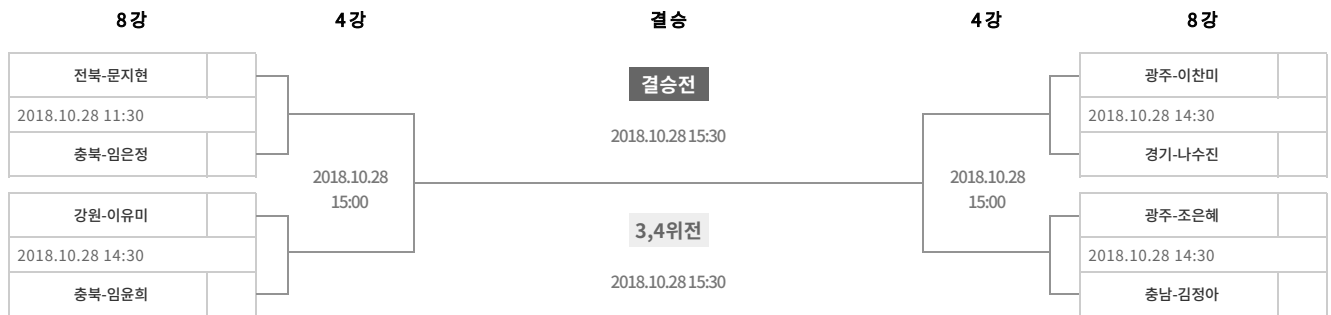 8강 4강 결승 4강 8강
전북-문지현
2018.10.28 11:30
충북-임은정
강원-이유미
2018.10.28 14:30
충북-임윤희
2018.10.28
15:00
결승전
2018.10.28 15:30
3,4위전
2018.10.28 15:30
2018.10.28
15:00
광주-이찬미
2018.10.28 14:30
경기-나수진
광주-조은혜
2018.10.28 14:30
충남-김정아